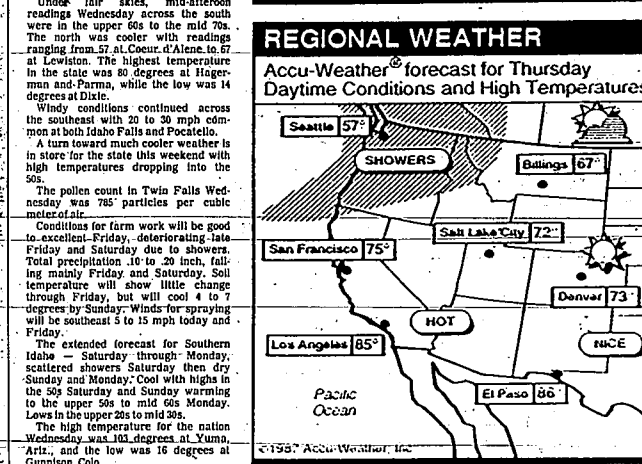 Under fair skies, mid-afternoon
readings Wednesday across the south
were in the upper 60s to the mid 70s.
The north was cooler with readings
ranging from 57 at Coeur d'Alene to 67
at Lewiston. The highest temperature
in the state was 80 degrees at Hager-
man and Parma, while the low was 14
degrees at Dixie.
Windy conditions continued across
the southeast with 20 to 30 mph com-
mon at both Idaho Falls and Pocatello.
A turn toward much cooler weather is
in store for the state this weekend with
high temperatures dropping into the
50s.
The pollen count in Twin Falls Wed-
nesday was 785 particles per cubic
meter of air.
Conditions for farm work will be good
to excellent Friday, deteriorating late
Friday and Saturday due to showers.
Total precipitation .10 to .20 inch, fall-
ing mainly Friday and Saturday. Soil
temperature will show little change
through Friday, but will cool 4 to 7
degrees by Sunday. Winds for spraying
will be southeast 5 to 15 mph today and
Friday.
The extended forecast for Southern
Idaho — Saturday through Monday,
scattered showers Saturday then dry
Sunday and Monday. Cool with highs in
the 50s Saturday and Sunday warming
to the upper 50s to mid 60s Monday.
Lows in the upper 20s to mid 30s.
The high temperature for the nation
Wednesday was 103 degrees at Yuma,
Ariz., and the low was 16 degrees at
Gunnison Colo.
REGIONAL WEATHER
Accu-Weather® forecast for Thursday
Daytime Conditions and High Temperatures
Seattle 57°
SHOWERS
Billings 67°
Salt Lake City 72°
San Francisco 75°
Denver 73
HOT
NICE
Los Angeles 85°
El Paso 86°
Pacific
Ocean
©1987 Accu-Weather, Inc